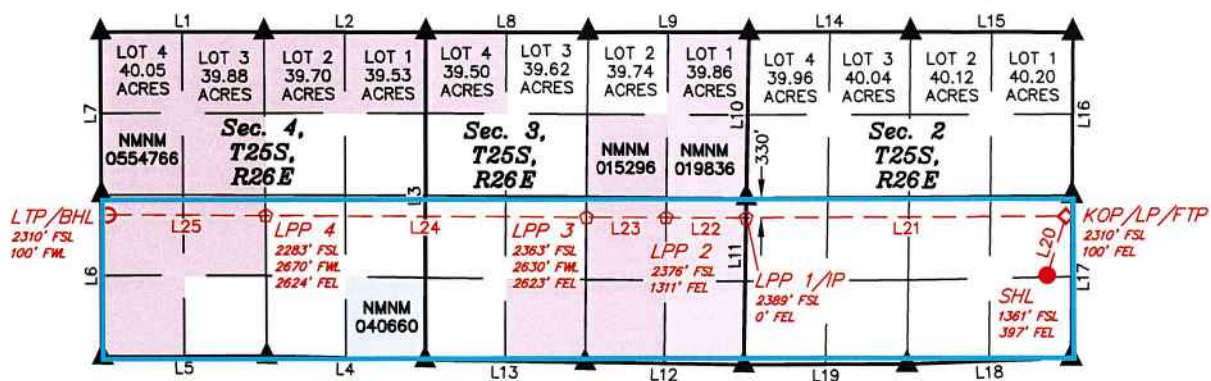 L1
L2
L8
L9
L14
L15
LOT 4
40.05
ACRES
LOT 3
39.88
ACRES
LOT 2
39.70
ACRES
LOT 1
39.53
ACRES
LOT 4
39.50
ACRES
LOT 3
39.62
ACRES
LOT 2
39.74
ACRES
LOT 1
39.86
ACRES
LOT 4
39.96
ACRES
LOT 3
40.04
ACRES
LOT 2
40.12
ACRES
LOT 1
40.20
ACRES
L7
L10
L16
NMNM
0554766
Sec. 4,
T25S,
R26E
Sec. 3,
T25S,
R26E
NMNM
015296
NMNM
019836
330'
Sec. 2
T25S,
R26E
LTP/BHL
2310' FSL
100' FWL
L25
LPP 4
2283' FSL
2670' FWL
2624' FEL
L24
LPP 3
2363' FSL
2630' FWL
2623' FEL
L23
L22
LPP 2
2376' FSL
1311' FEL
L11
L21
LPP 1/IP
2389' FSL
0' FEL
L20
KOP/LP/FTP
2310' FSL
100' FEL
SHL
1361' FSL
397' FEL
L17
L6
NMNM
040660
L5
L4
L13
L12
L19
L18